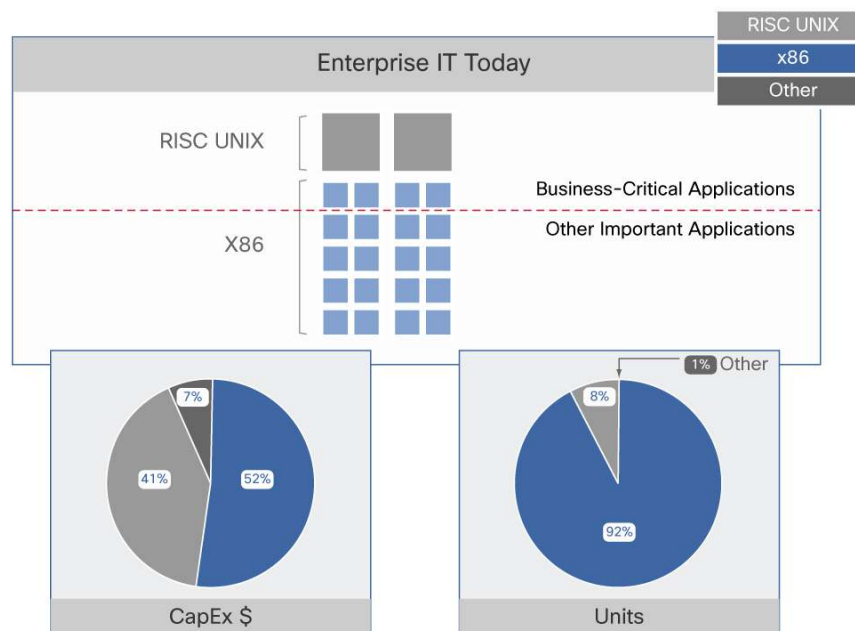 RISC UNIX
x86
Other
Enterprise IT Today
RISC UNIX
Business-Critical Applications
Other Important Applications
X86
1% Other
7%
41%
52%
8%
92%
CapEx $
Units